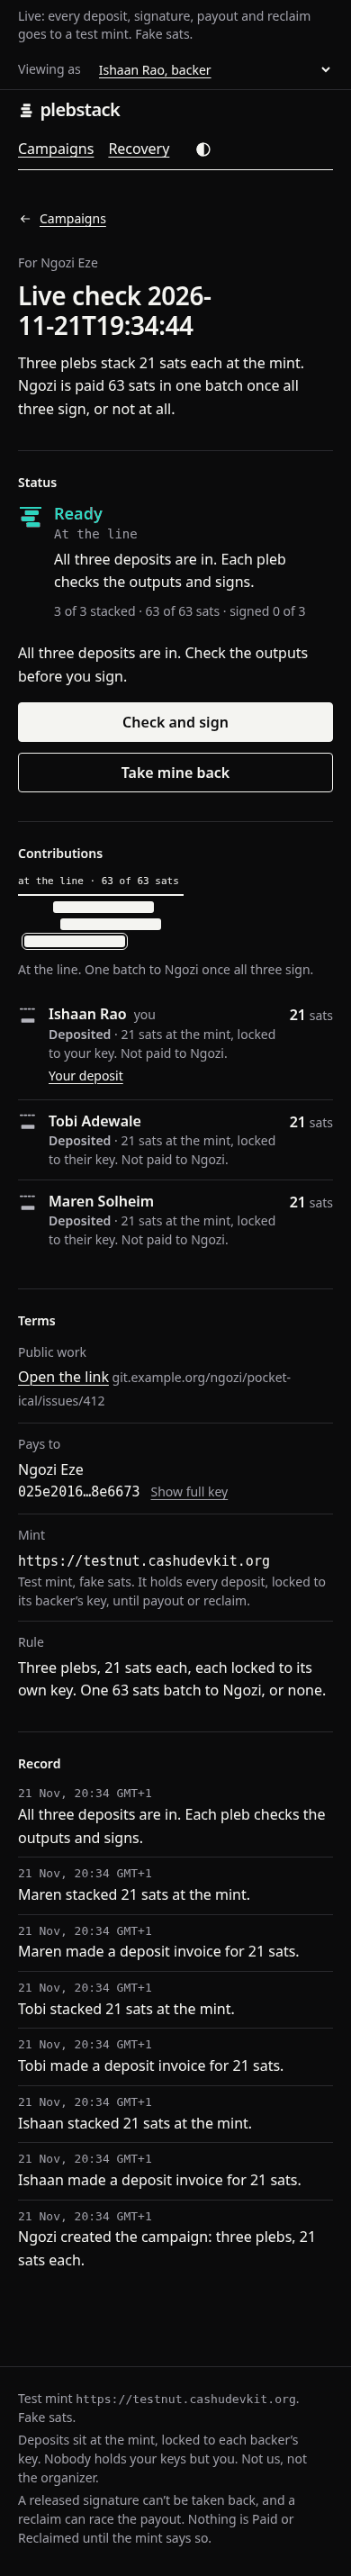 Live: every deposit, signature, payout and reclaim
goes to a test mint. Fake sats.
Viewing as Ishaan Rao, backer
plebstack
Campaigns Recovery
← Campaigns
For Ngozi Eze
Live check 2026-
11-21T19:34:44
Three plebs stack 21 sats each at the mint.
Ngozi is paid 63 sats in one batch once all
three sign, or not at all.
Status
Ready
At the line
All three deposits are in. Each pleb
checks the outputs and signs.
3 of 3 stacked · 63 of 63 sats · signed 0 of 3
All three deposits are in. Check the outputs
before you sign.
Check and sign
Take mine back
Contributions
at the line · 63 of 63 sats
At the line. One batch to Ngozi once all three sign.
Ishaan Rao you 21 sats
Deposited · 21 sats at the mint, locked
to your key. Not paid to Ngozi.
Your deposit
Tobi Adewale 21 sats
Deposited · 21 sats at the mint, locked
to their key. Not paid to Ngozi.
Maren Solheim 21 sats
Deposited · 21 sats at the mint, locked
to their key. Not paid to Ngozi.
Terms
Public work
Open the link git.example.org/ngozi/pocket-
ical/issues/412
Pays to
Ngozi Eze
025e2016…8e6673 Show full key
Mint
https://testnut.cashudevkit.org
Test mint, fake sats. It holds every deposit, locked to
its backer’s key, until payout or reclaim.
Rule
Three plebs, 21 sats each, each locked to its
own key. One 63 sats batch to Ngozi, or none.
Record
21 Nov, 20:34 GMT+1
All three deposits are in. Each pleb checks the
outputs and signs.
21 Nov, 20:34 GMT+1
Maren stacked 21 sats at the mint.
21 Nov, 20:34 GMT+1
Maren made a deposit invoice for 21 sats.
21 Nov, 20:34 GMT+1
Tobi stacked 21 sats at the mint.
21 Nov, 20:34 GMT+1
Tobi made a deposit invoice for 21 sats.
21 Nov, 20:34 GMT+1
Ishaan stacked 21 sats at the mint.
21 Nov, 20:34 GMT+1
Ishaan made a deposit invoice for 21 sats.
21 Nov, 20:34 GMT+1
Ngozi created the campaign: three plebs, 21
sats each.
Test mint https://testnut.cashudevkit.org.
Fake sats.
Deposits sit at the mint, locked to each backer’s
key. Nobody holds your keys but you. Not us, not
the organizer.
A released signature can’t be taken back, and a
reclaim can race the payout. Nothing is Paid or
Reclaimed until the mint says so.